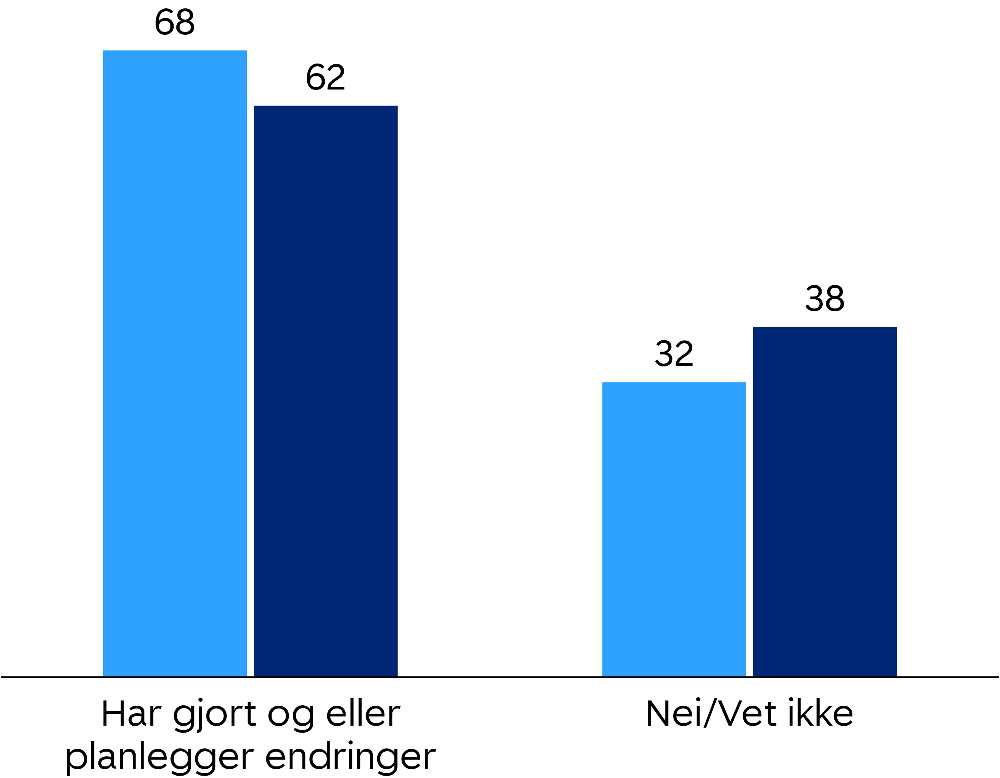 68
62
38
32
Har gjort og eller
planlegger endringer
Nei/Vet ikke